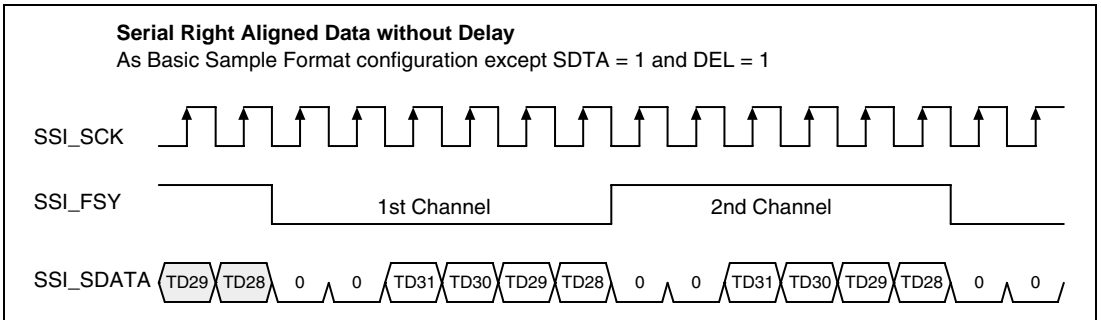 Serial Right Aligned Data without Delay
As Basic Sample Format configuration except SDTA = 1 and DEL = 1
SSI_SCK
SSI_FSY 1st Channel 2nd Channel
SSI_SDATA TD29 TD28 0 0 TD31 TD30 TD29 TD28 0 0 TD31 TD30 TD29 TD28 0 0